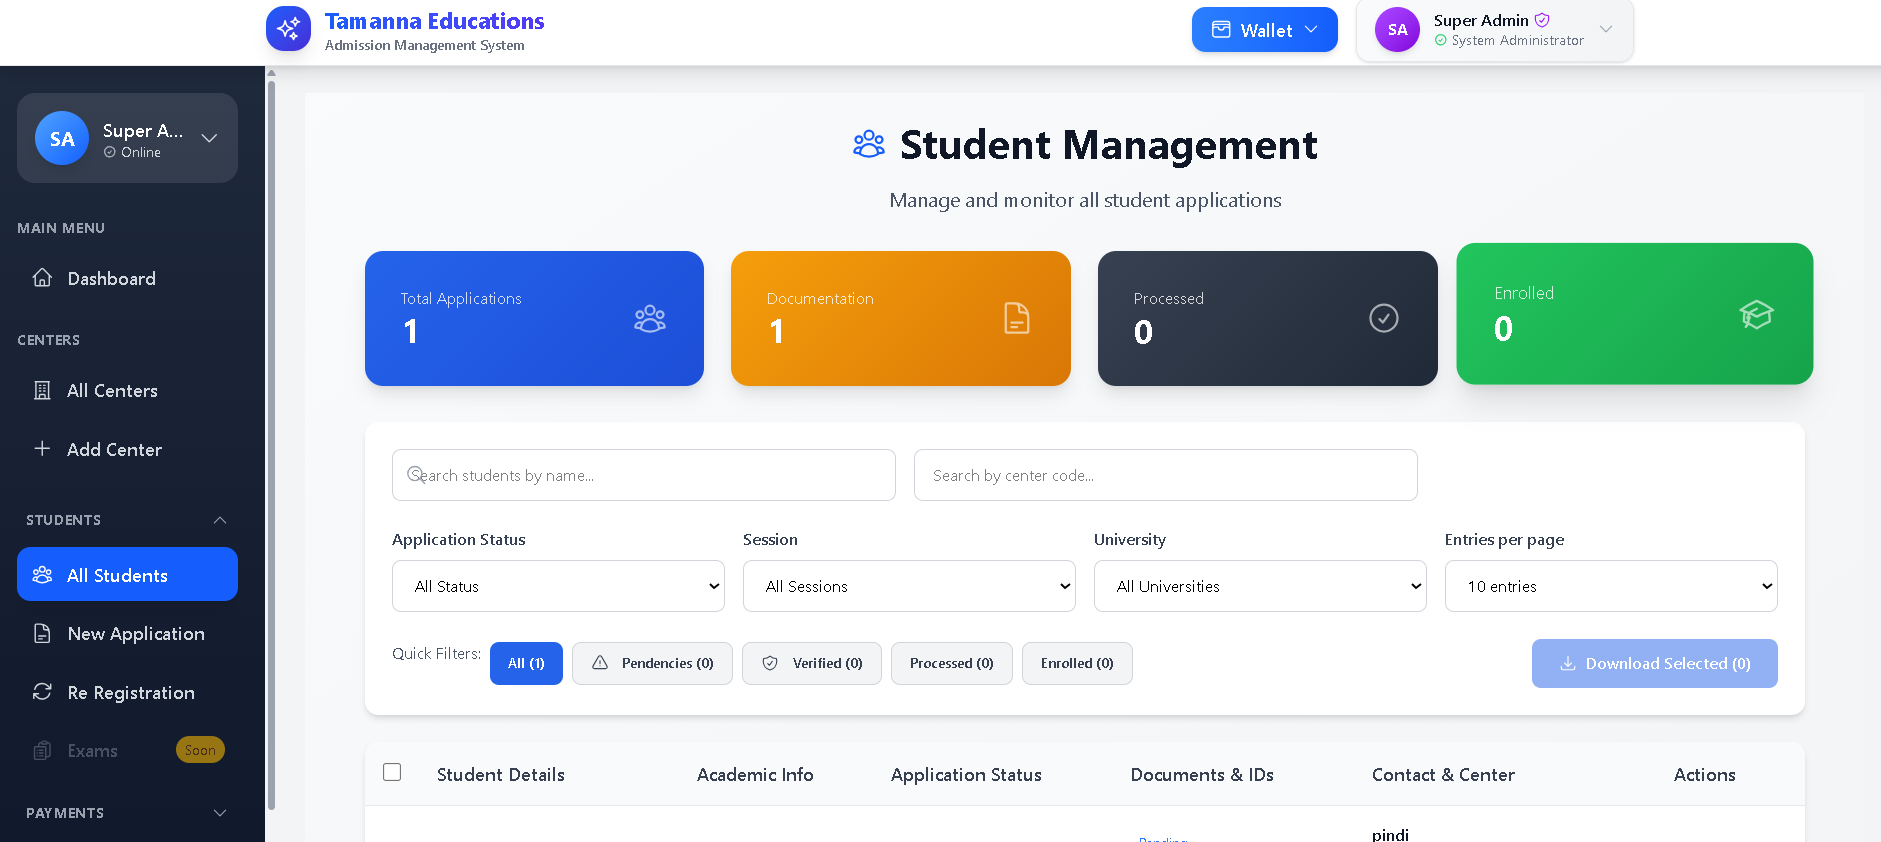 Tamanna Educations
Admission Management System
Wallet
SA
Super Admin
System Administrator
SA
Super A...
Online
MAIN MENU
Dashboard
CENTERS
All Centers
Add Center
STUDENTS
All Students
New Application
Re Registration
Exams
Soon
PAYMENTS
Student Management
Manage and monitor all student applications
Total Applications
1
Documentation
1
Processed
0
Enrolled
0
Search students by name...
Search by center code...
Application Status
Session
University
Entries per page
All Status
All Sessions
All Universities
10 entries
Quick Filters:
All (1)
Pendencies (0)
Verified (0)
Processed (0)
Enrolled (0)
Download Selected (0)
Student Details
Academic Info
Application Status
Documents & IDs
Contact & Center
Actions
pindi